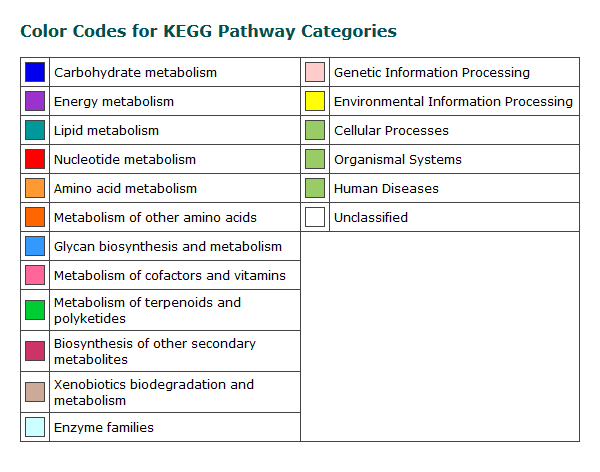 Color Codes for KEGG Pathway Categories
Carbohydrate metabolism
Energy metabolism
Lipid metabolism
Nucleotide metabolism
Amino acid metabolism
Metabolism of other amino acids
Glycan biosynthesis and metabolism
Metabolism of cofactors and vitamins
Metabolism of terpenoids and
polyketides
Biosynthesis of other secondary
metabolites
Xenobiotics biodegradation and
metabolism
Enzyme families
Genetic Information Processing
Environmental Information Processing
Cellular Processes
Organismal Systems
Human Diseases
Unclassified